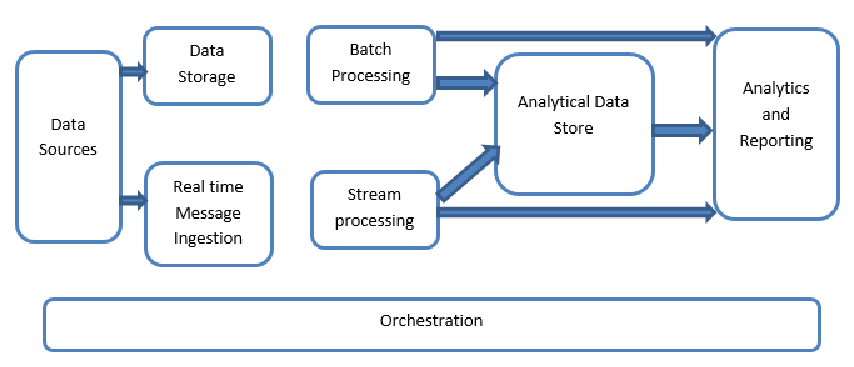 Data
Sources
Data
Storage
Real time
Message
Ingestion
Batch
Processing
Stream
processing
Analytical Data
Store
Analytics
and
Reporting
Orchestration